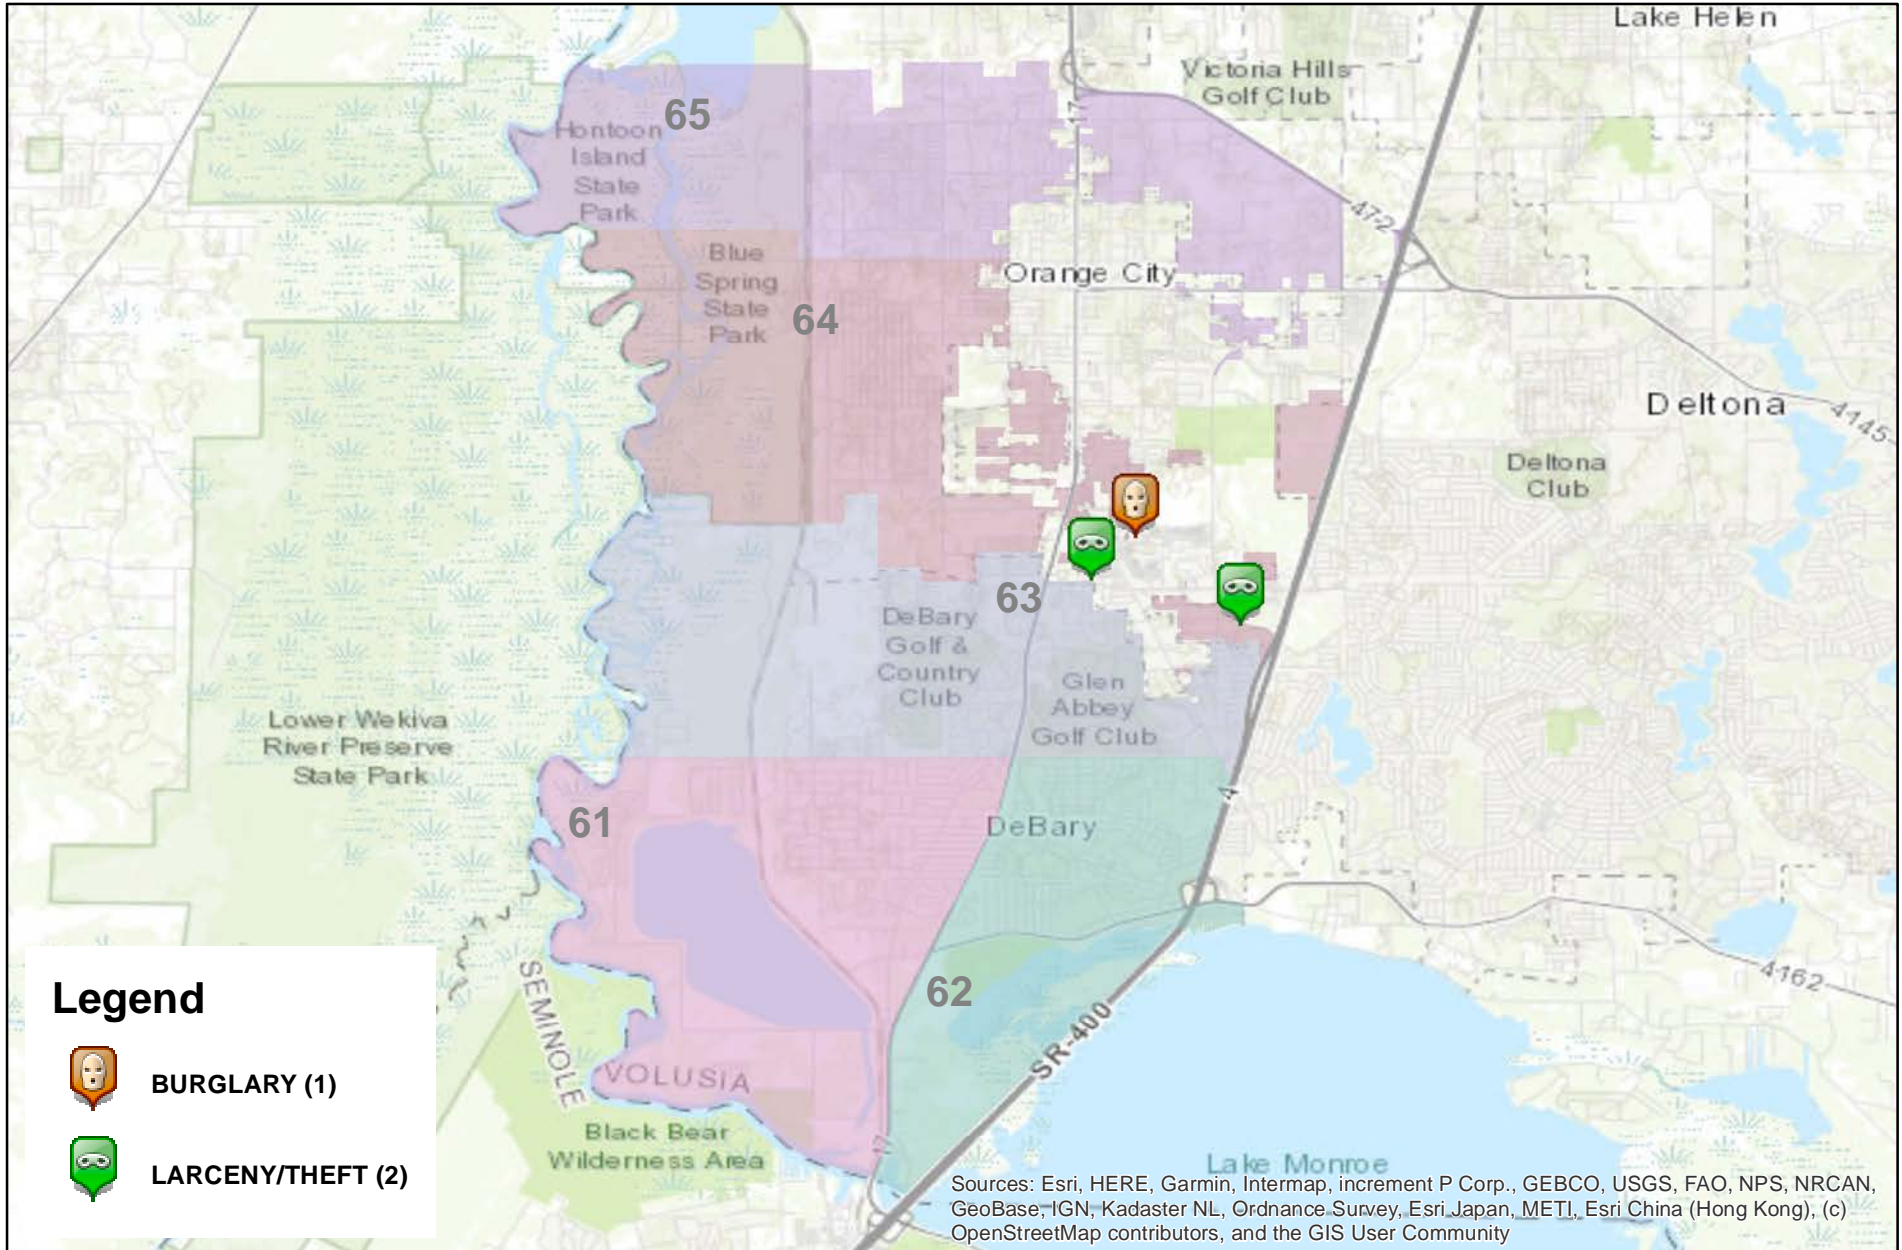 Lake Helen
Victoria Hills
Golf Club
65
17
Hontoon
Island
State
Park
472
Blue
Spring
State
Park
64
Orange City
Deltona
4145
Deltona
Club
63
DeBary
Golf &
Country
Club
Glen
Abbey
Golf Club
Lower Wekiva
River Preserve
State Park
4
61
DeBary
62
4162
SR-400
SEMINOLE
VOLUSIA
17
Black Bear
Wilderness Area
Lake Monroe
Legend
BURGLARY (1)
LARCENY/THEFT (2)
Sources: Esri, HERE, Garmin, Intermap, increment P Corp., GEBCO, USGS, FAO, NPS, NRCAN,
GeoBase, IGN, Kadaster NL, Ordnance Survey, Esri Japan, METI, Esri China (Hong Kong), (c)
OpenStreetMap contributors, and the GIS User Community